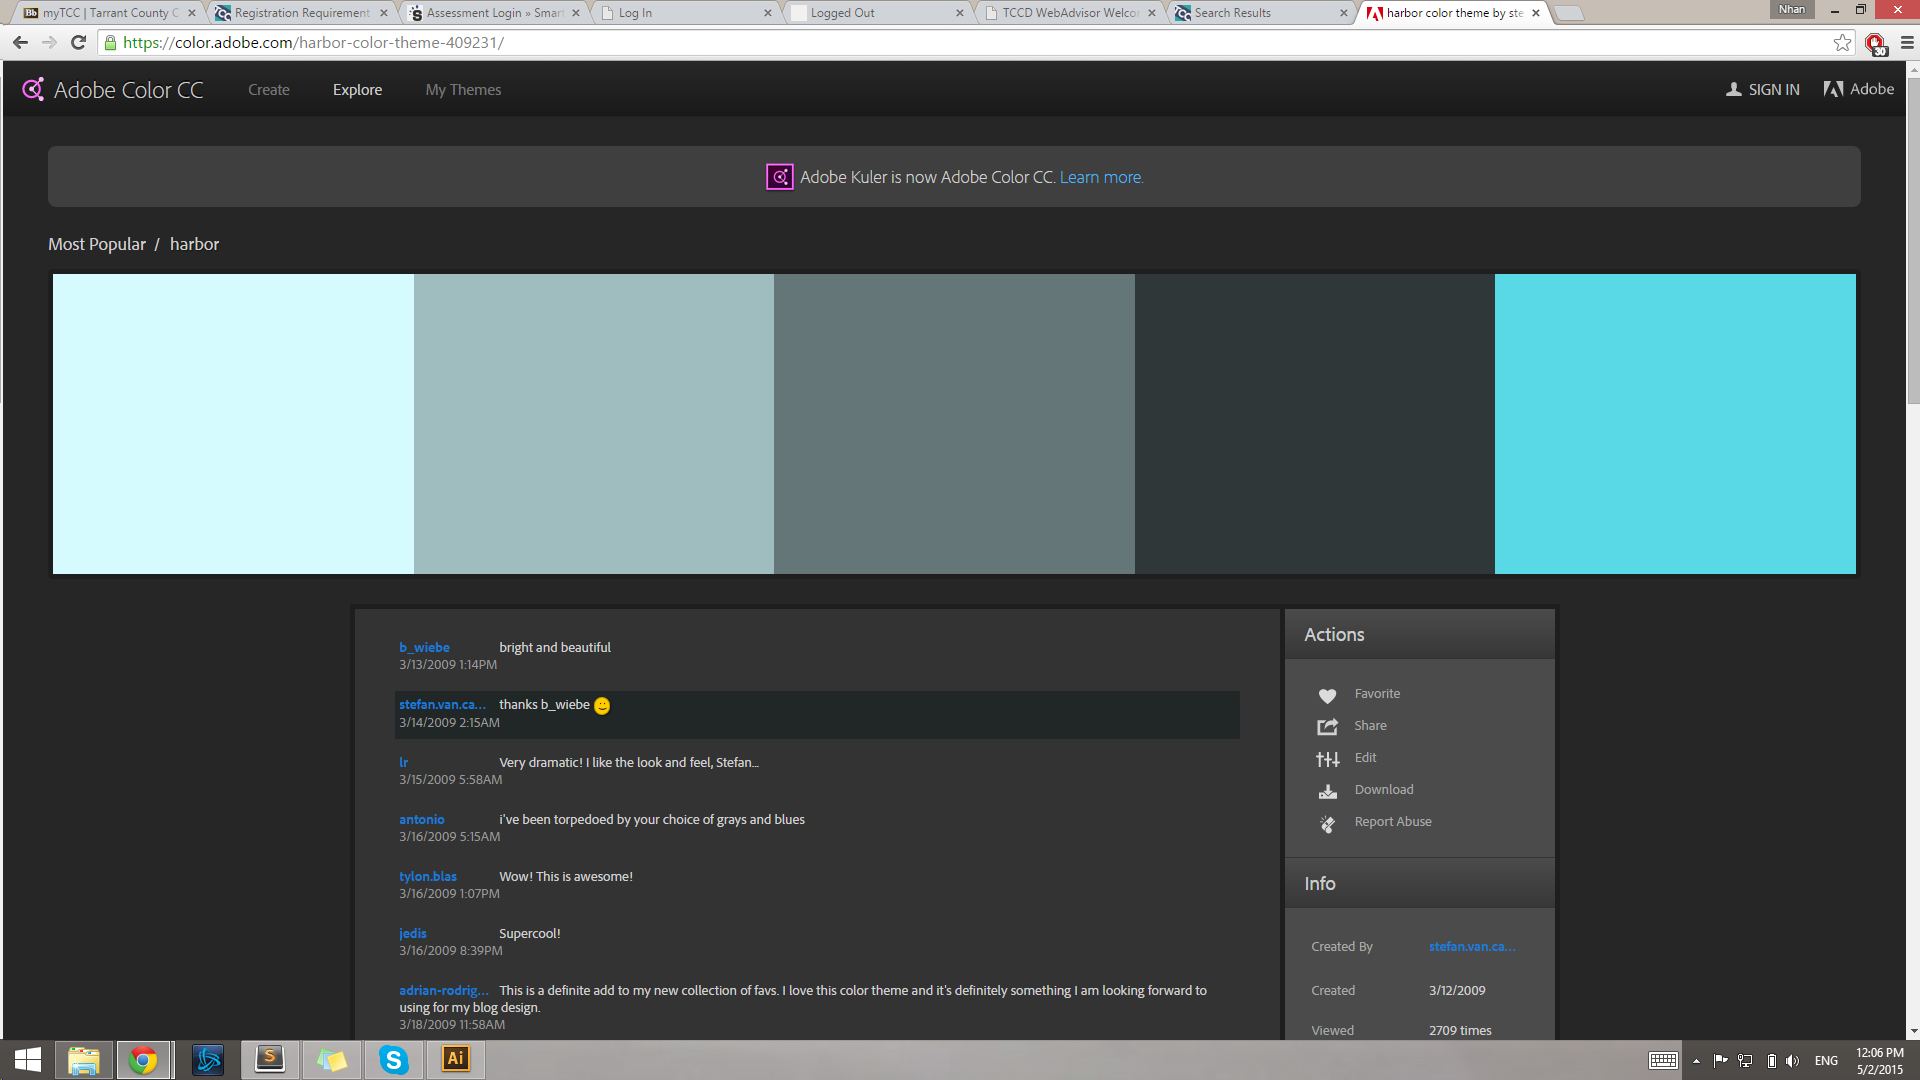 Bb myTCC | Tarrant County C
Registration Requirement
Assessment Login » Smar
Log In
Logged Out
TCCD WebAdvisor Welco
Search Results
harbor color theme by ste
Nhan
https://color.adobe.com/harbor-color-theme-409231/
30
Adobe Color CC
Create
Explore
My Themes
SIGN IN
Adobe
Adobe Kuler is now Adobe Color CC. Learn more.
Most Popular / harbor
b_wiebe bright and beautiful
3/13/2009 1:14PM
stefan.van.ca... thanks b_wiebe
3/14/2009 2:15AM
lr Very dramatic! I like the look and feel, Stefan...
3/15/2009 5:58AM
antonio i've been torpedoed by your choice of grays and blues
3/16/2009 5:15AM
tylon.blas Wow! This is awesome!
3/16/2009 1:07PM
jedis Supercool!
3/16/2009 8:39PM
adrian-rodrig... This is a definite add to my new collection of favs. I love this color theme and it's definitely something I am looking forward to
using for my blog design.
3/18/2009 11:58AM
Actions
Favorite
Share
Edit
Download
Report Abuse
Info
Created By stefan.van.ca...
Created 3/12/2009
Viewed 2709 times
S
S
Ai
ENG
12:06 PM
5/2/2015